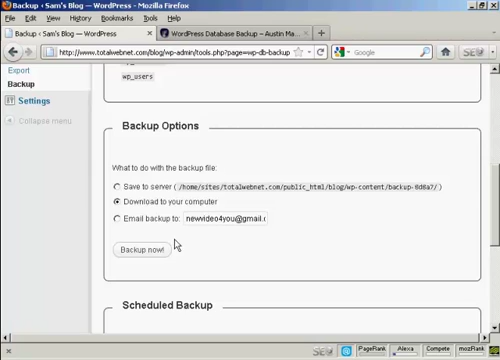 Backup ‹ Sam's Blog — WordPress - Mozilla Firefox
File Edit View History Bookmarks Tools Help
Backup ‹ Sam's Blog — WordPress
WordPress Database Backup ~ Austin Ma...
http://www.totalwebnet.com/blog/wp-admin/tools.php?page=wp-db-backup
Google
SEO
Export
wp_users
Backup
Settings
Collapse menu
Backup Options
What to do with the backup file:
Save to server ( /home/sites/totalwebnet.com/public_html/blog/wp-content/backup-6d6a7/ )
Download to your computer
Email backup to: newvideo4you@gmail.c
Backup now!
Scheduled Backup
SEO PageRank Alexa Compete mozRank